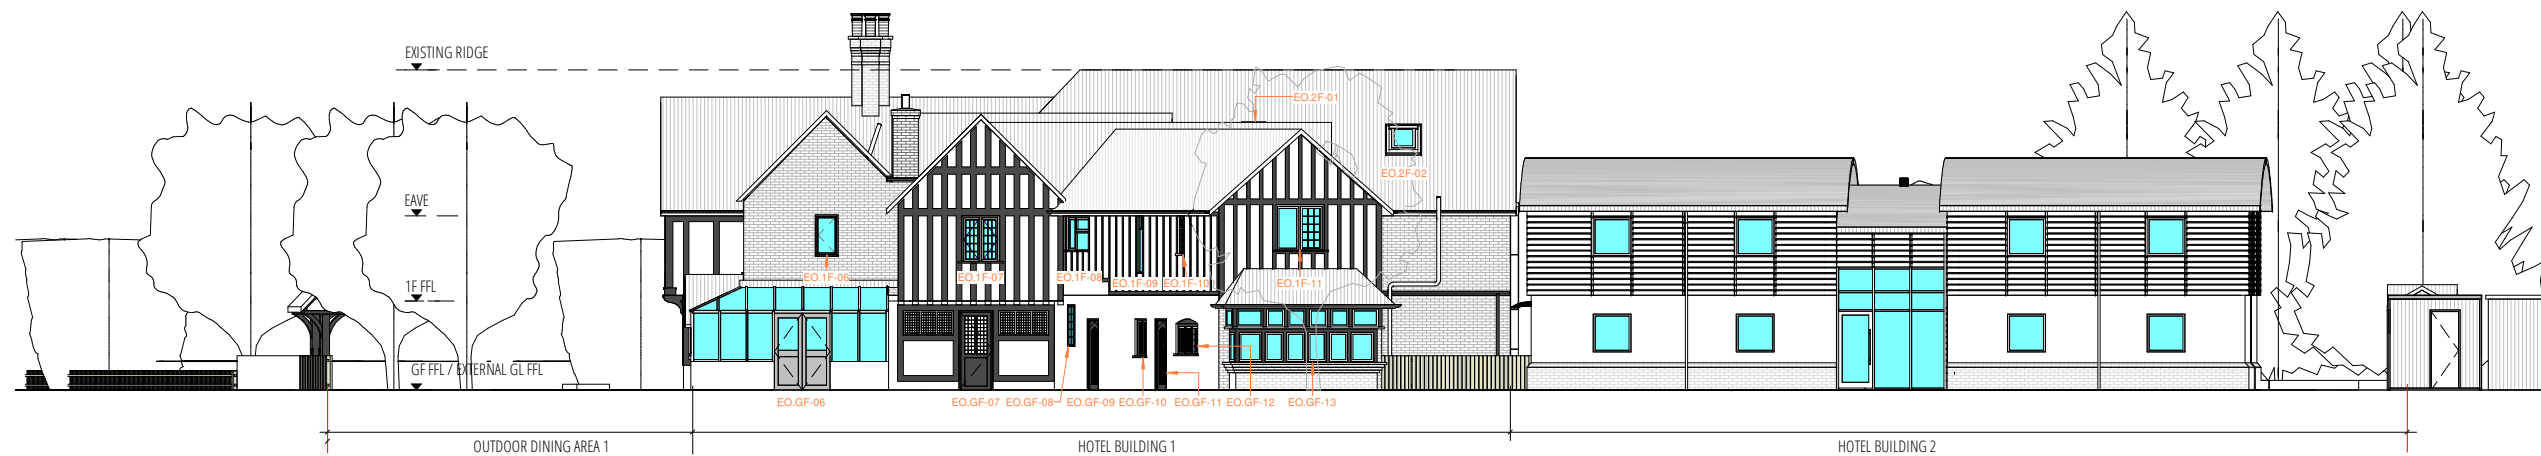 EXISTING RIDGE
EO.2F-01
EO.2F-02
EAVE
EO.1F-06
EO.1F-07
EO.1F-08
EO.1F-09
EO.1F-10
EO.1F-11
1F FFL
GF FFL / EXTERNAL GL FFL
EO.GF-06
EO.GF-07
EO.GF-08
EO.GF-09
EO.GF-10
EO.GF-11
EO.GF-12
EO.GF-13
OUTDOOR DINING AREA 1
HOTEL BUILDING 1
HOTEL BUILDING 2